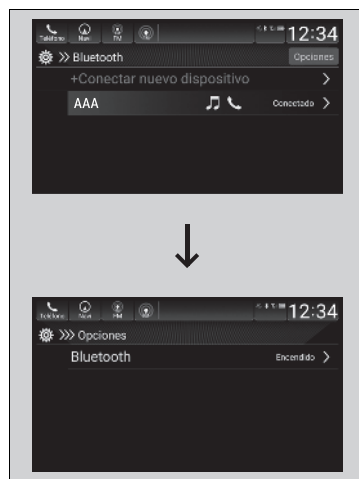 Teléfono Navi FM
12:34
Bluetooth
Opciones
+Conectar nuevo dispositivo
AAA
Conectado
Teléfono Navi FM
12:34
Opciones
Bluetooth
Encendido